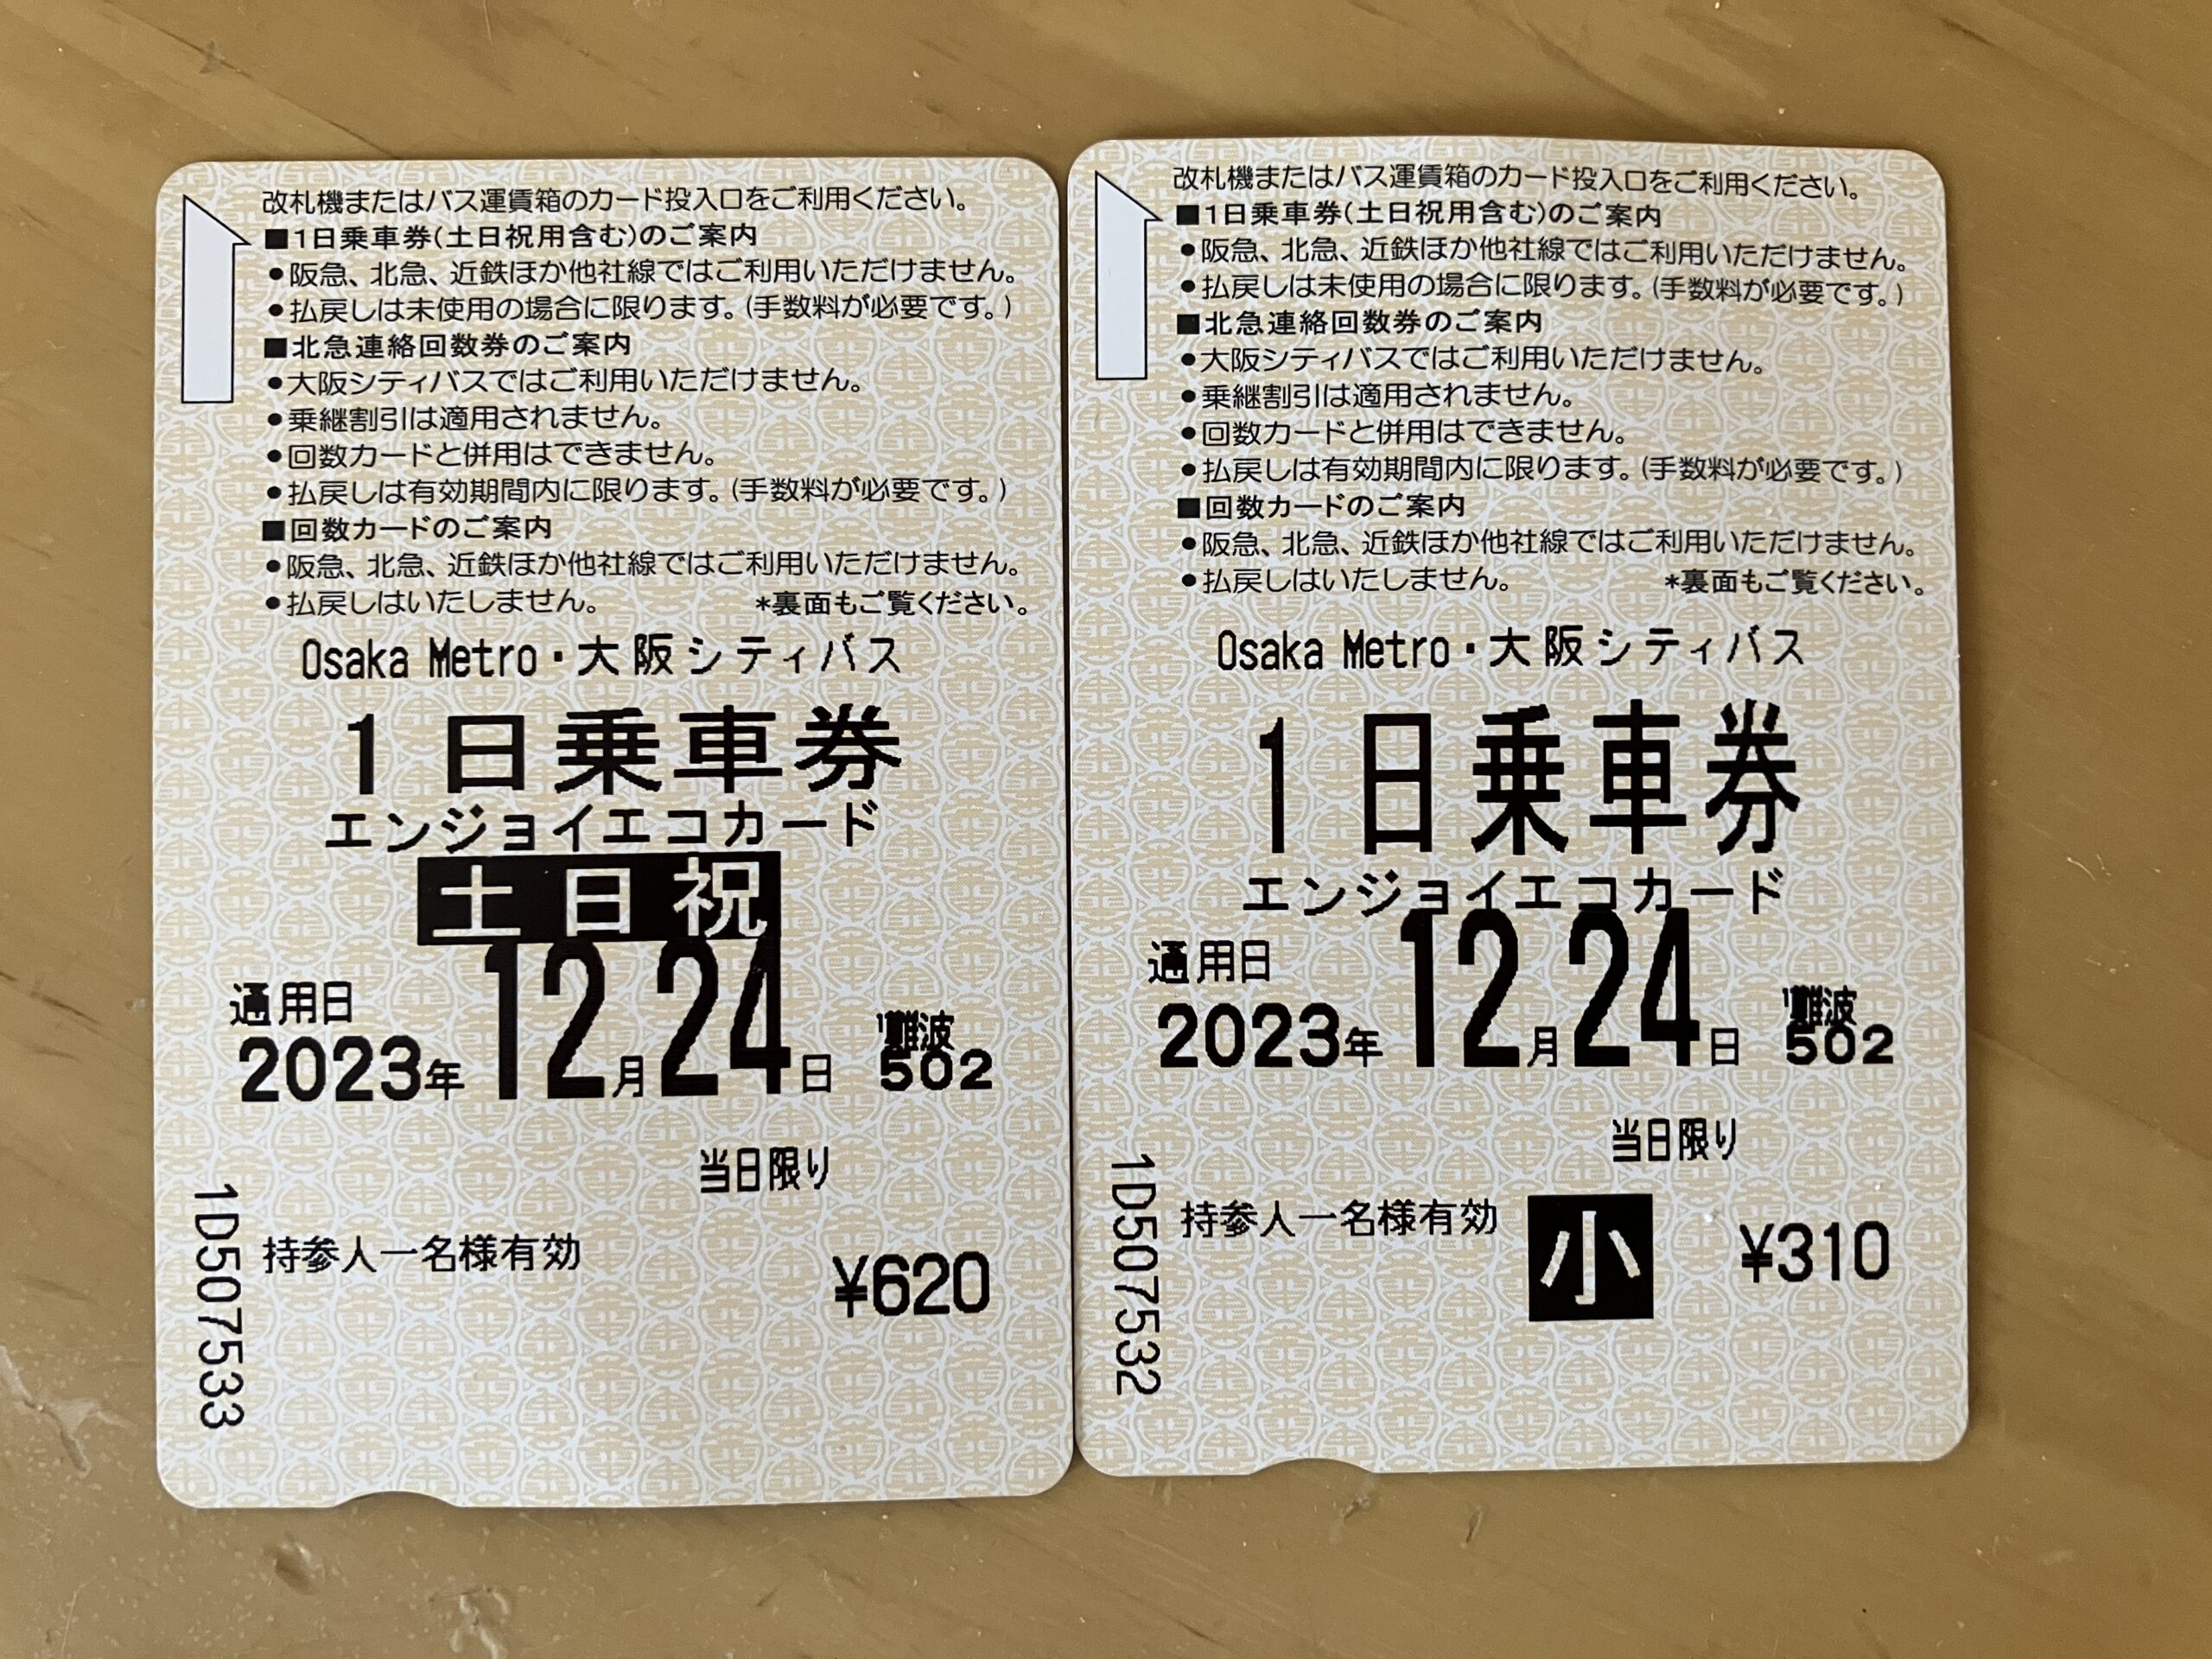 改札機またはバス運賃箱のカード投入口をご利用ください。
■1日乗車券(土日祝用含む)のご案内
●阪急、北急、近鉄ほか他社線ではご利用いただけません。
●払戻しは未使用の場合に限ります。(手数料が必要です。)
■北急連絡回数券のご案内
●大阪シティバスではご利用いただけません。
●乗継割引は適用されません。
●回数カードと併用はできません。
●払戻しは有効期間内に限ります。(手数料が必要です。)
■回数カードのご案内
●阪急、北急、近鉄ほか他社線ではご利用いただけません。
●払戻しはいたしません。 *裏面もご覧ください。
Osaka Metro・大阪シティバス
1日乗車券
エンジョイエコカード
土日祝
通用日
2023年12月24日
難波
502
当日限り
持参人一名様有効
¥620
1D5507533
改札機またはバス運賃箱のカード投入口をご利用ください。
■1日乗車券(土日祝用含む)のご案内
●阪急、北急、近鉄ほか他社線ではご利用いただけません。
●払戻しは未使用の場合に限ります。(手数料が必要です。)
■北急連絡回数券のご案内
●大阪シティバスではご利用いただけません。
●乗継割引は適用されません。
●回数カードと併用はできません。
●払戻しは有効期間内に限ります。(手数料が必要です。)
■回数カードのご案内
●阪急、北急、近鉄ほか他社線ではご利用いただけません。
●払戻しはいたしません。 *裏面もご覧ください。
Osaka Metro・大阪シティバス
1日乗車券
エンジョイエコカード
通用日
2023年12月24日
難波
502
当日限り
持参人一名様有効
小
¥310
1D5507532